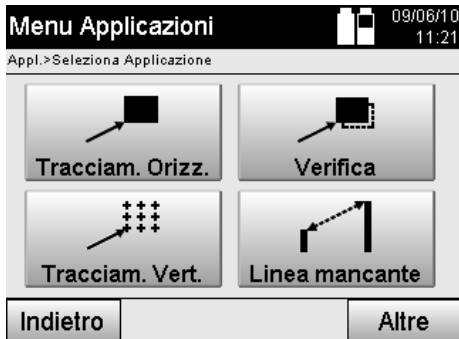 Menu Applicazioni
09/06/10
11:21
Appl.>Seleziona Applicazione
Tracciam. Orizz.
Verifica
Tracciam. Vert.
Linea mancante
Indietro
Altre